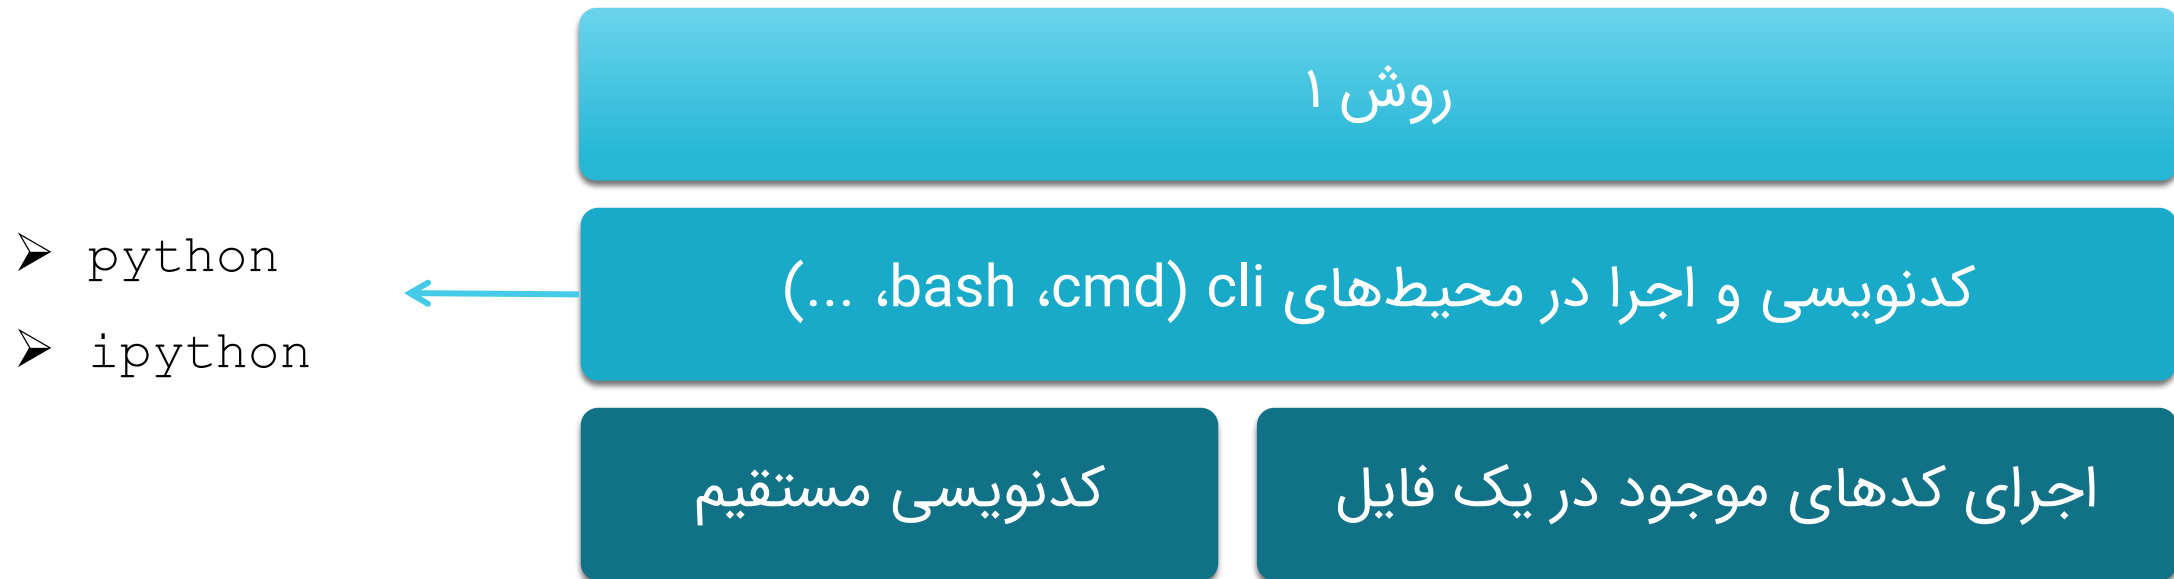 روش ۱
کدنویسی و اجرا در محیط‌های cli (cmd، bash، ...)
python
ipython
اجرای کدهای موجود در یک فایل
کدنویسی مستقیم